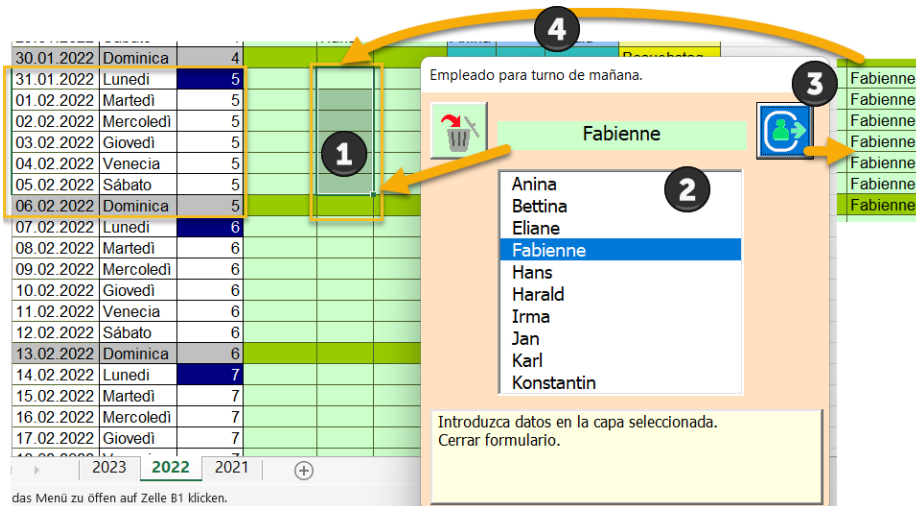 30.01.2022 Dominica 4
31.01.2022 Lunedi 5
01.02.2022 Martedì 5
02.02.2022 Mercoledì 5
03.02.2022 Giovedì 5
04.02.2022 Venecia 5
05.02.2022 Sábato 5
06.02.2022 Dominica 5
07.02.2022 Lunedi 6
08.02.2022 Martedì 6
09.02.2022 Mercoledì 6
10.02.2022 Giovedì 6
11.02.2022 Venecia 6
12.02.2022 Sábato 6
13.02.2022 Dominica 6
14.02.2022 Lunedi 7
15.02.2022 Martedì 7
16.02.2022 Mercoledì 7
17.02.2022 Giovedì 7
2023 2022 2021
das Menü zu öffen auf Zelle B1 klicken.
1
4
Empleado para turno de mañana.
3
Fabienne
2
Anina
Bettina
Eliane
Fabienne
Hans
Harald
Irma
Jan
Karl
Konstantin
Introduzca datos en la capa seleccionada.
Cerrar formulario.
Fabienne
Fabienne
Fabienne
Fabienne
Fabienne
Fabienne
Fabienne